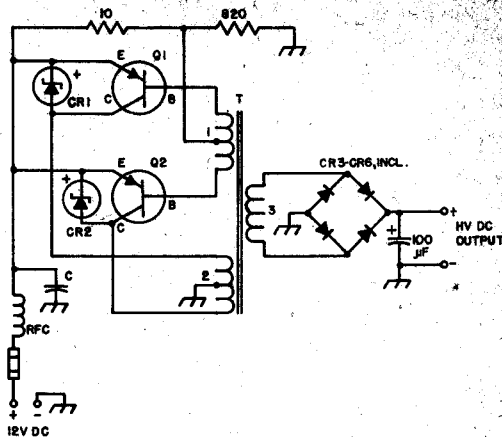 10
820
E
Q1
+
CR1
C
B
T
1
E
Q2
+
CR2
C
B
CR3-CR6, INCL.
3
+
+
HV DC
OUTPUT
100
µF
-
2
C
RFC
+ -
12V DC